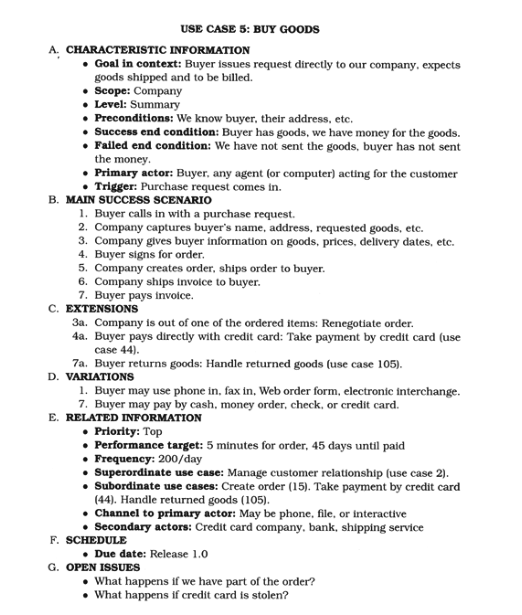 USE CASE 5: BUY GOODS
A. CHARACTERISTIC INFORMATION
• Goal in context: Buyer issues request directly to our company, expects
goods shipped and to be billed.
• Scope: Company
• Level: Summary
• Preconditions: We know buyer, their address, etc.
• Success end condition: Buyer has goods, we have money for the goods.
• Failed end condition: We have not sent the goods, buyer has not sent
the money.
• Primary actor: Buyer, any agent (or computer) acting for the customer
• Trigger: Purchase request comes in.
B. MAIN SUCCESS SCENARIO
1. Buyer calls in with a purchase request.
2. Company captures buyer's name, address, requested goods, etc.
3. Company gives buyer information on goods, prices, delivery dates, etc.
4. Buyer signs for order.
5. Company creates order, ships order to buyer.
6. Company ships invoice to buyer.
7. Buyer pays invoice.
C. EXTENSIONS
3a. Company is out of one of the ordered items: Renegotiate order.
4a. Buyer pays directly with credit card: Take payment by credit card (use
case 44).
7a. Buyer returns goods: Handle returned goods (use case 105).
D. VARIATIONS
1. Buyer may use phone in, fax in, Web order form, electronic interchange.
7. Buyer may pay by cash, money order, check, or credit card.
E. RELATED INFORMATION
• Priority: Top
• Performance target: 5 minutes for order, 45 days until paid
• Frequency: 200/day
• Superordinate use case: Manage customer relationship (use case 2).
• Subordinate use cases: Create order (15). Take payment by credit card
(44). Handle returned goods (105).
• Channel to primary actor: May be phone, file, or interactive
• Secondary actors: Credit card company, bank, shipping service
F. SCHEDULE
• Due date: Release 1.0
G. OPEN ISSUES
• What happens if we have part of the order?
• What happens if credit card is stolen?